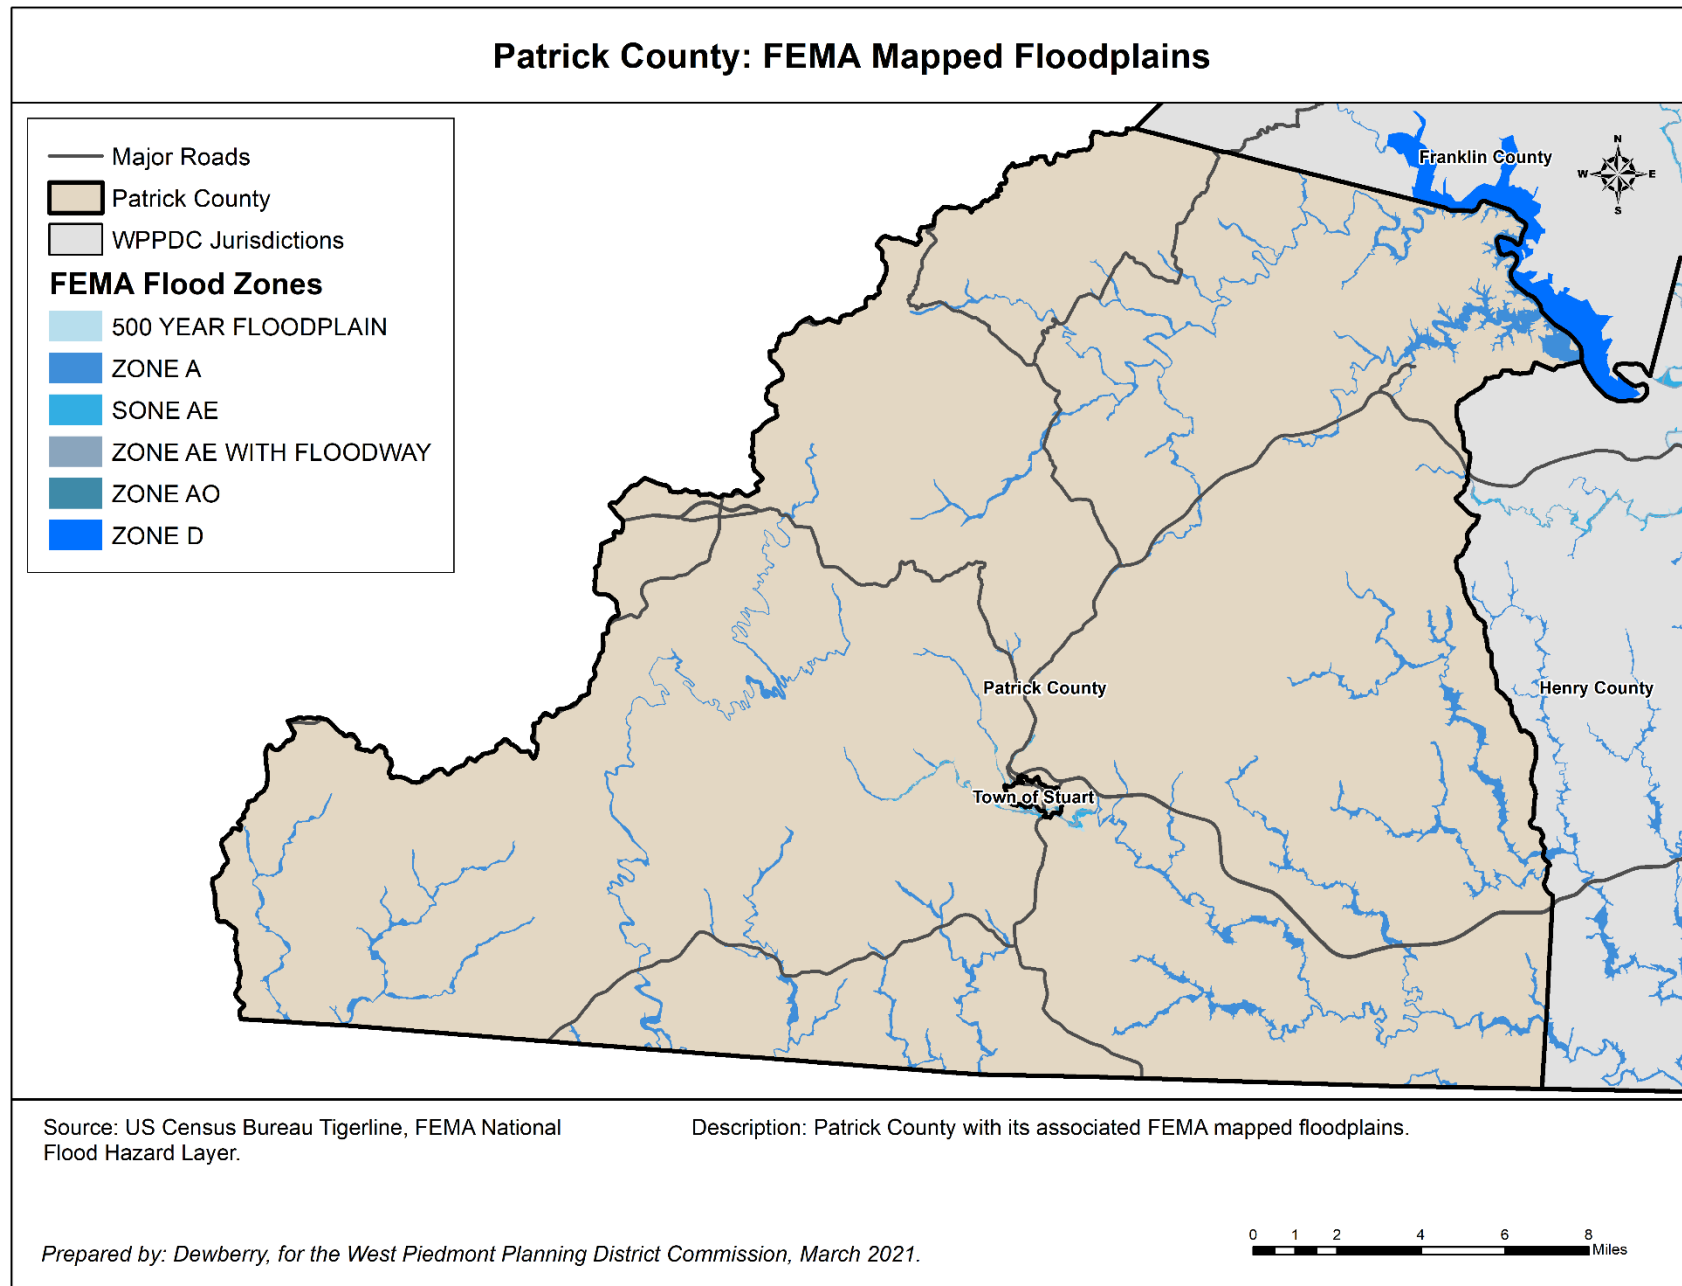 Patrick County: FEMA Mapped Floodplains
Major Roads
Patrick County
WPPDC Jurisdictions
FEMA Flood Zones
500 YEAR FLOODPLAIN
ZONE A
SONE AE
ZONE AE WITH FLOODWAY
ZONE AO
ZONE D
Franklin County
N
W E
S
Patrick County
Henry County
Town of Stuart
Source: US Census Bureau Tigerline, FEMA National
Flood Hazard Layer.
Description: Patrick County with its associated FEMA mapped floodplains.
Prepared by: Dewberry, for the West Piedmont Planning District Commission, March 2021.
0 1 2 4 6 8
Miles